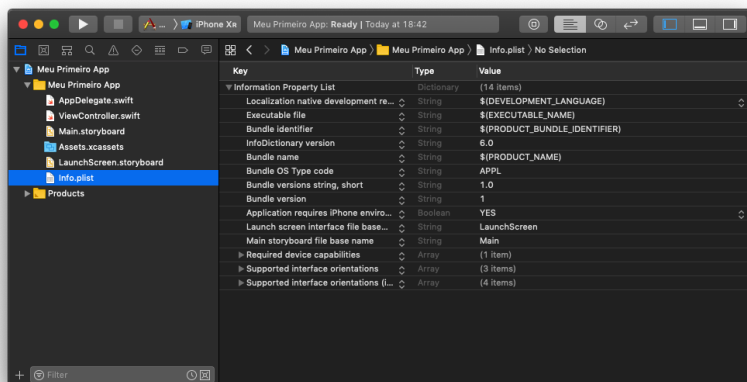 A... iPhone XR Meu Primeiro App: Ready | Today at 18:42
Meu Primeiro App Meu Primeiro App Info.plist No Selection
Meu Primeiro App
Meu Primeiro App
AppDelegate.swift
ViewController.swift
Main.storyboard
Assets.xcassets
LaunchScreen.storyboard
Info.plist
Products
Filter
Key Type Value
Information Property List Dictionary (14 items)
Localization native development re... String $(DEVELOPMENT_LANGUAGE)
Executable file String $(EXECUTABLE_NAME)
Bundle identifier String $(PRODUCT_BUNDLE_IDENTIFIER)
InfoDictionary version String 6.0
Bundle name String $(PRODUCT_NAME)
Bundle OS Type code String APPL
Bundle versions string, short String 1.0
Bundle version String 1
Application requires iPhone enviro... Boolean YES
Launch screen interface file base... String LaunchScreen
Main storyboard file base name String Main
Required device capabilities Array (1 item)
Supported interface orientations Array (3 items)
Supported interface orientations (i... Array (4 items)